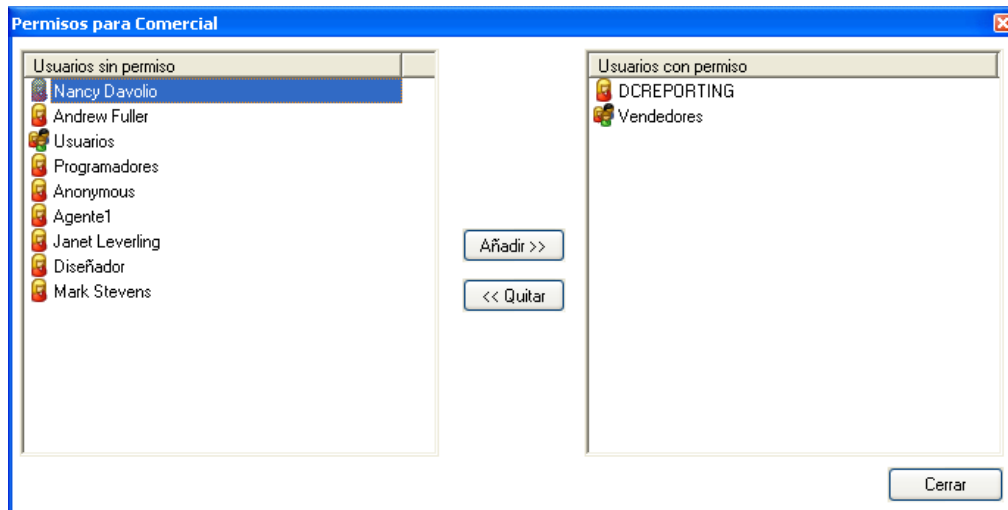 Permisos para Comercial
Usuarios sin permiso
Nancy Davolio
Andrew Fuller
Usuarios
Programadores
Anonymous
Agente1
Janet Leverling
Diseñador
Mark Stevens
Añadir >>
<< Quitar
Usuarios con permiso
DCREPORTING
Vendedores
Cerrar